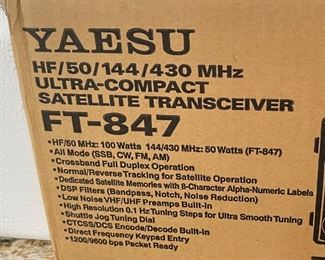 YAESU
HF/50/144/430 MHz
ULTRA-COMPACT
SATELLITE TRANSCEIVER
FT-847
•HF/50 MHz: 100 Watts 144/430 MHz: 50 Watts (FT-847)
•All Mode (SSB, CW, FM, AM)
•Crossband Full Duplex Operation
•Normal/Reverse Tracking for Satellite Operation
•Dedicated Satellite Memories with 8-Character Alpha-Numeric Labels
•DSP Filters (Bandpass, Notch, Noise Reduction)
•Low Noise VHF/UHF Preamps Built-In
•High Resolution 0.1 Hz Tuning Steps for Ultra Smooth Tuning
•Shuttle Jog Tuning Dial
•CTCSS/DCS Encode/Decode Built-in
•Direct Frequency Keypad Entry
•1200/9600 bps Packet Ready